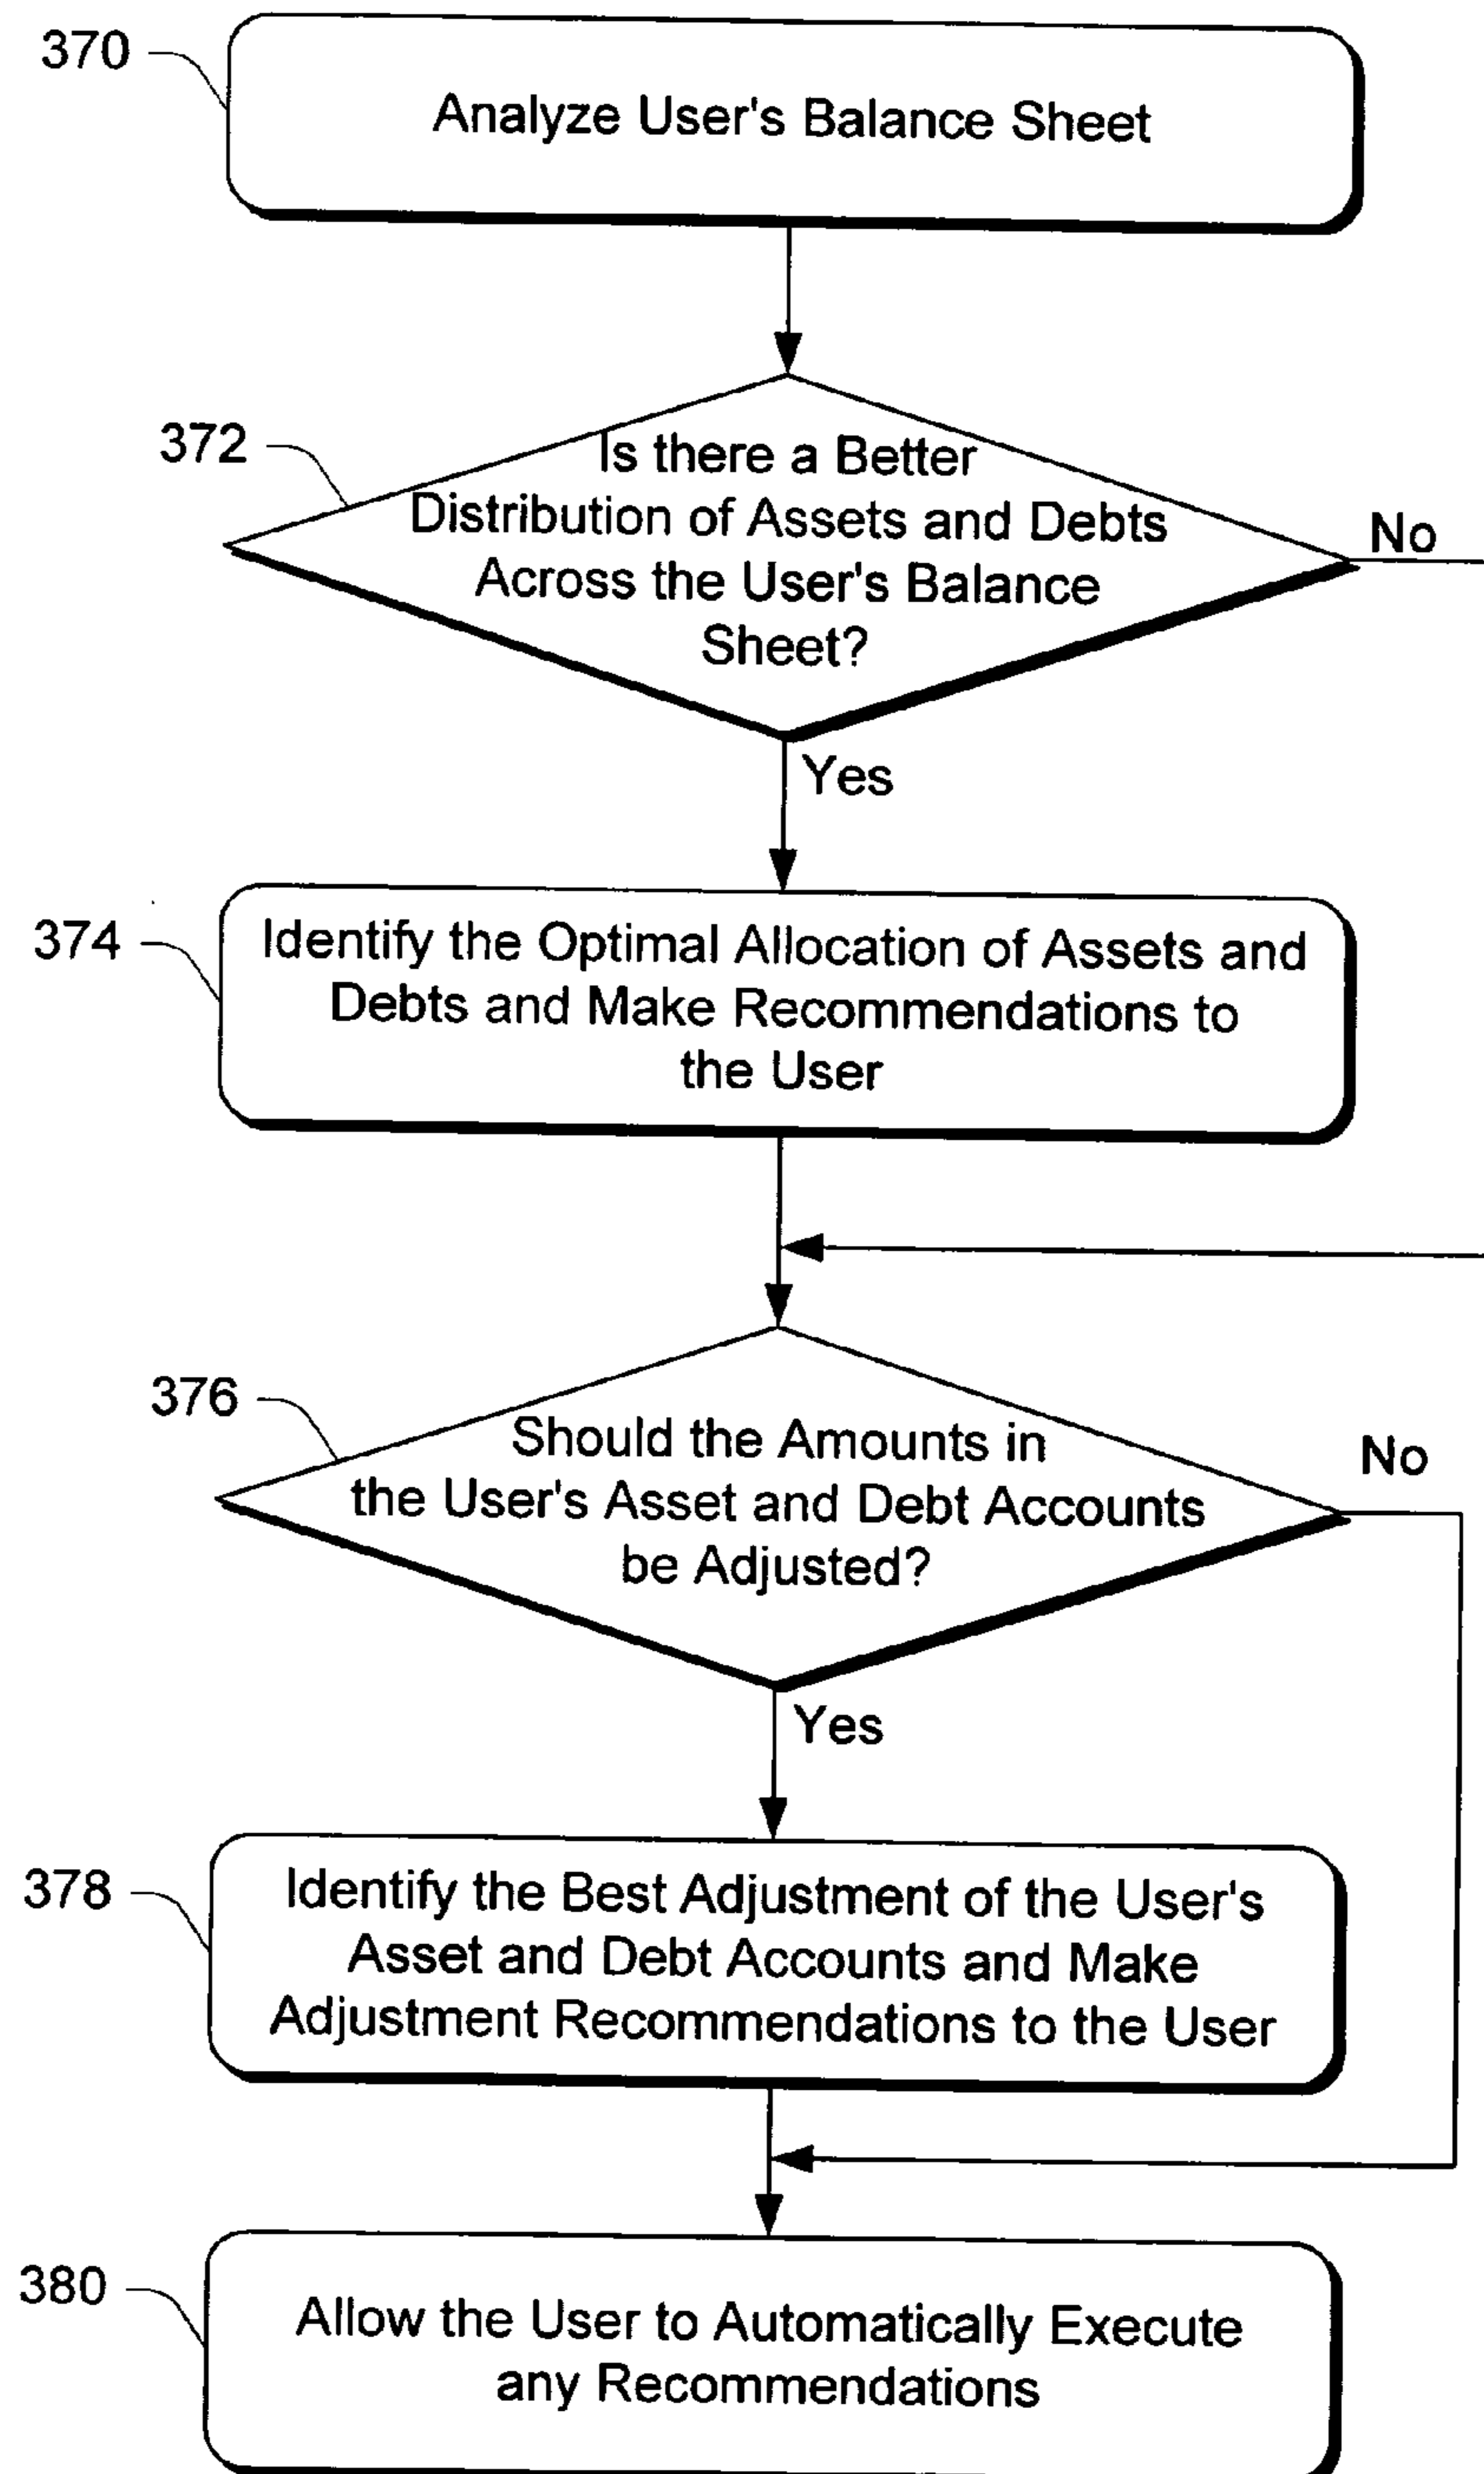 370
Analyze User's Balance Sheet
372
Is there a Better
Distribution of Assets and Debts
Across the User's Balance
Sheet?
No
Yes
374
Identify the Optimal Allocation of Assets and
Debts and Make Recommendations to
the User
376
Should the Amounts in
the User's Asset and Debt Accounts
be Adjusted?
No
Yes
378
Identify the Best Adjustment of the User's
Asset and Debt Accounts and Make
Adjustment Recommendations to the User
380
Allow the User to Automatically Execute
any Recommendations